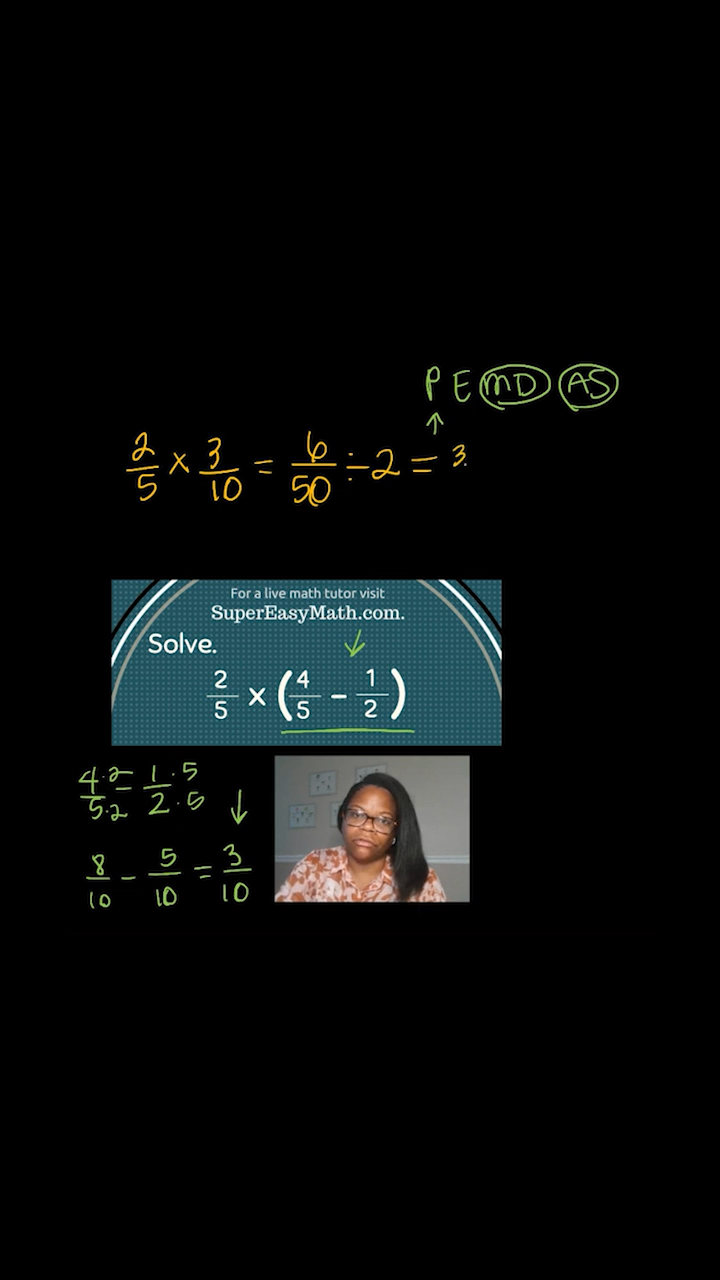 P E MD AS
↑
2/5 × 3/10 = 6/50 ÷ 2 = 3
For a live math tutor visit
SuperEasyMath.com.
Solve.
2/5 × (4/5 - 1/2)
4·2/5·2 - 1·5/2·5
8/10 - 5/10 = 3/10